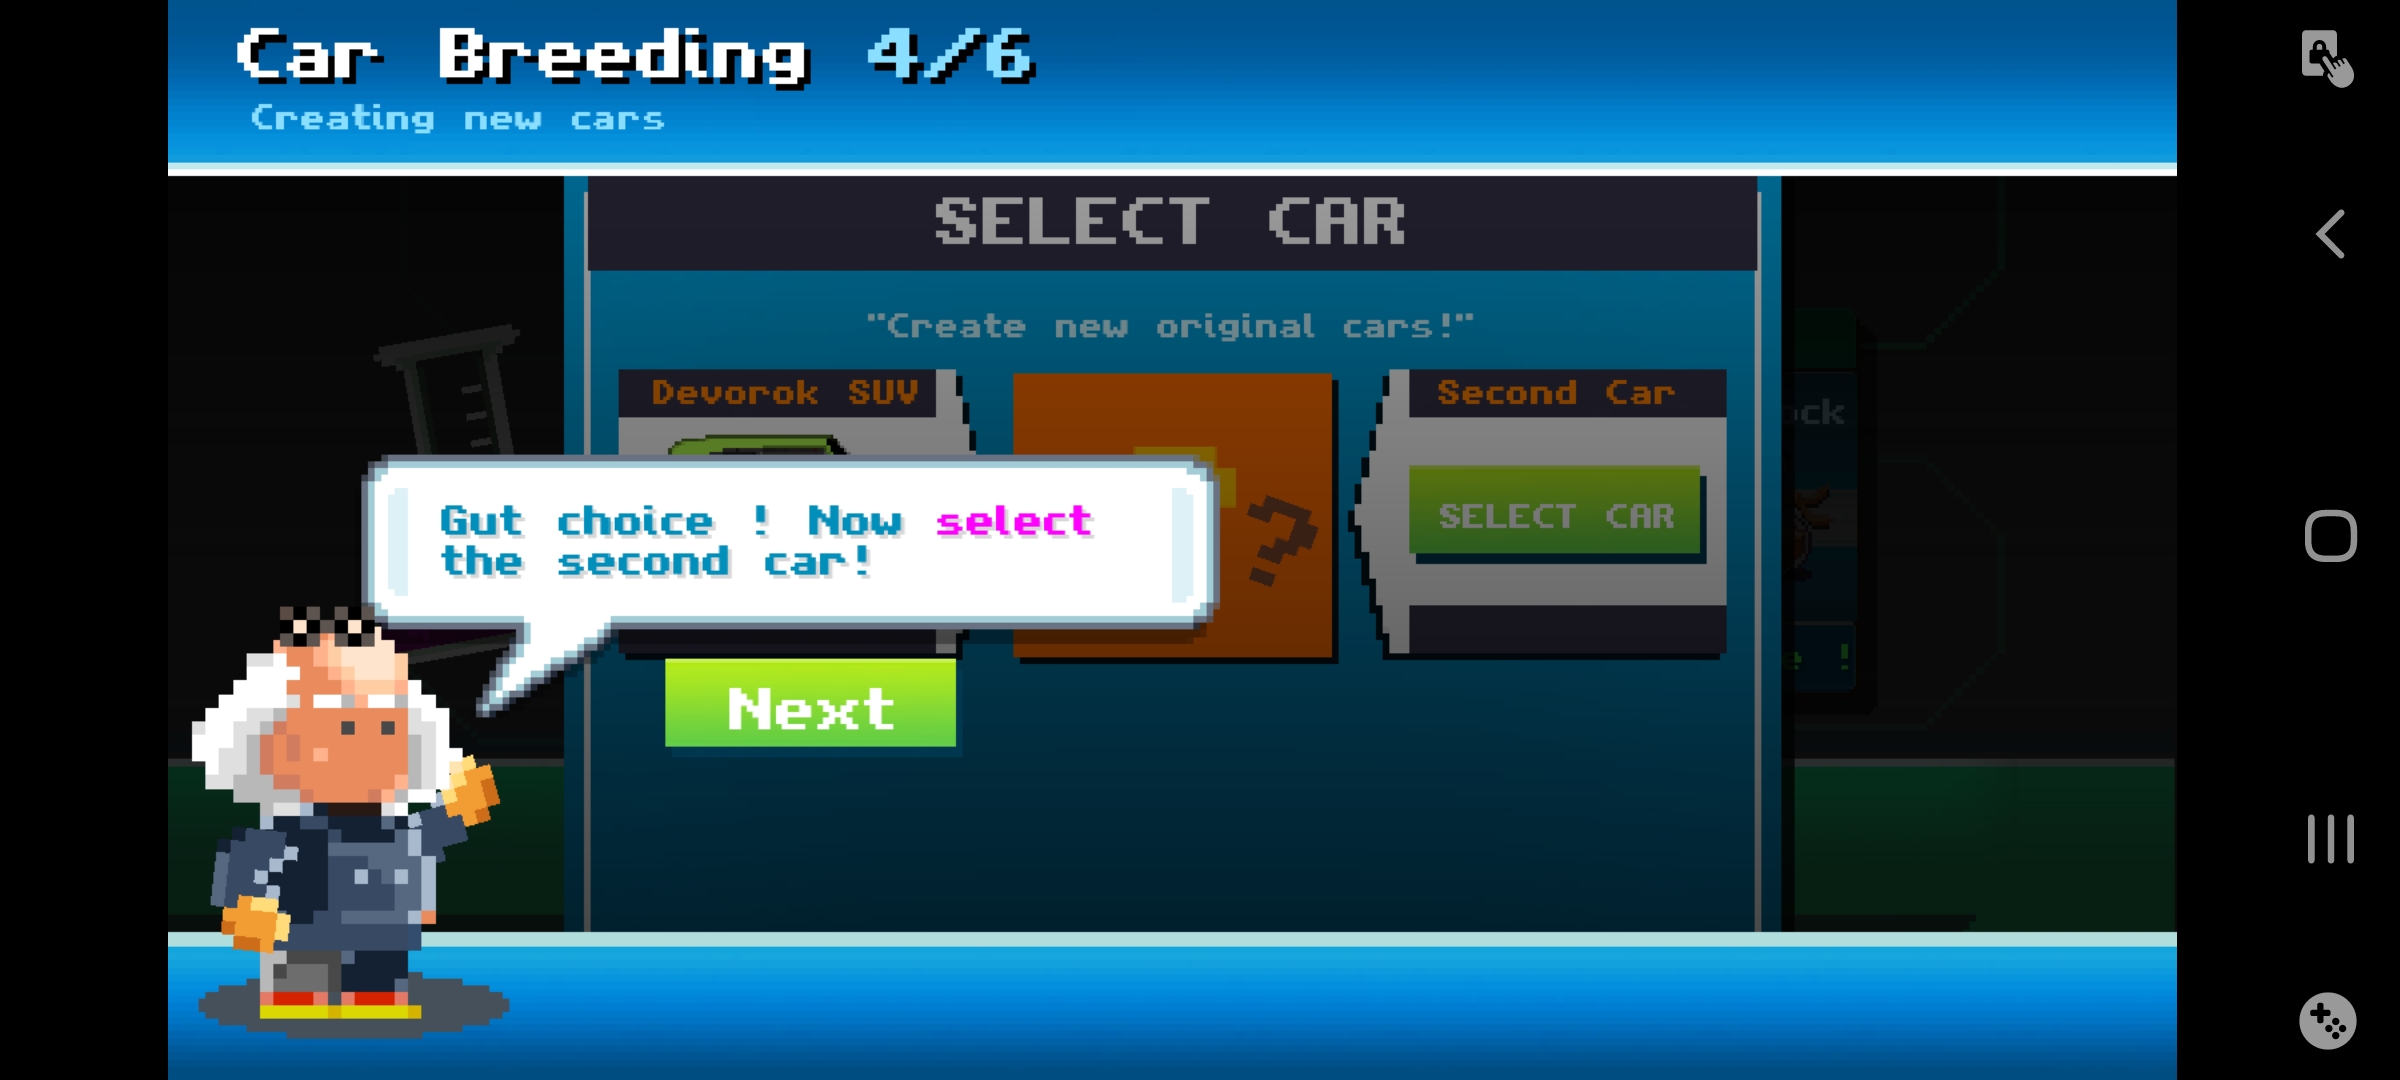 Car Breeding 4/6
Creating new cars
SELECT CAR
"Create new original cars!"
Devorok SUV
?
Second Car
SELECT CAR
Gut choice ! Now select
the second car!
Next